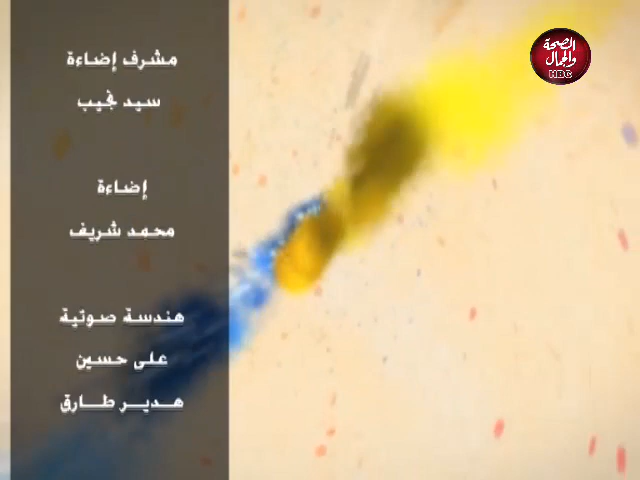 الصحة
والجمال
HBC
مشرف إضاءة
سيد نجيب
إضاءة
محمد شريف
هندسة صوتية
على حسين
هدير طارق